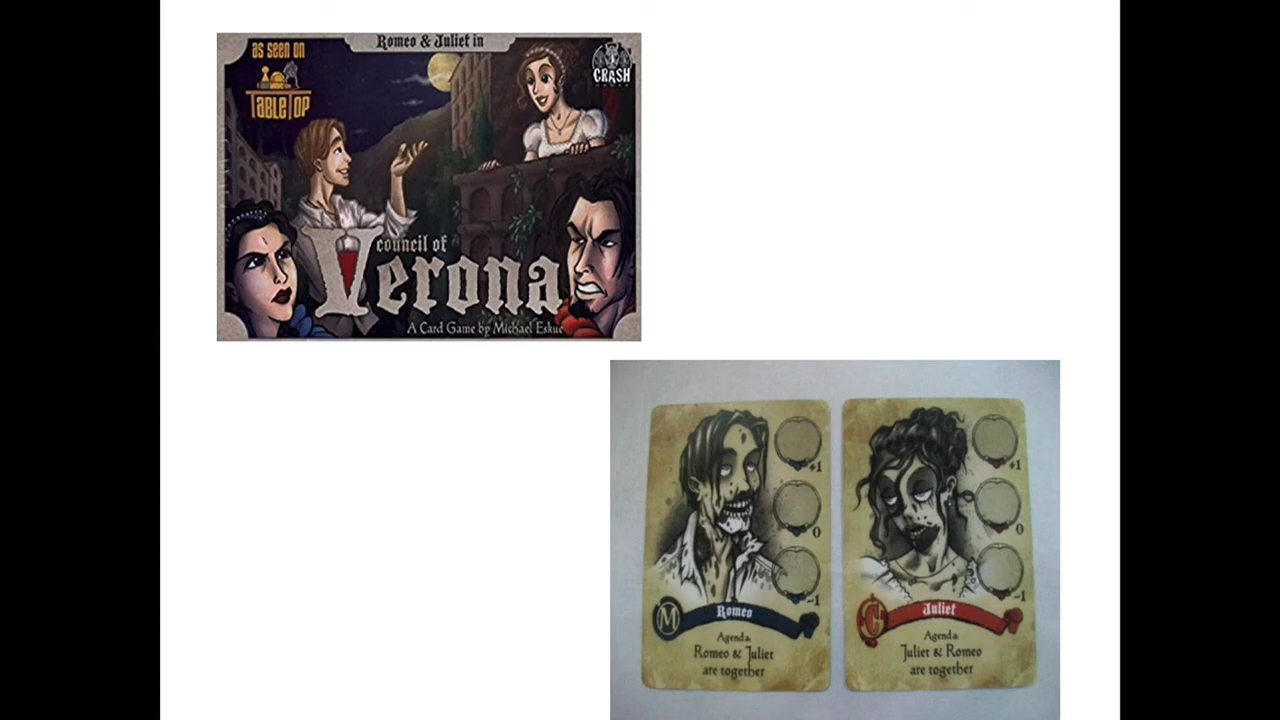 as seen on
TableTop
Romeo & Juliet in
CRASH
GAMES
council of
Verona
A Card Game by Michael Eskue
+1
0
-1
M
Romeo
Agenda:
Romeo & Juliet
are together
+1
0
-1
C
Juliet
Agenda:
Juliet & Romeo
are together